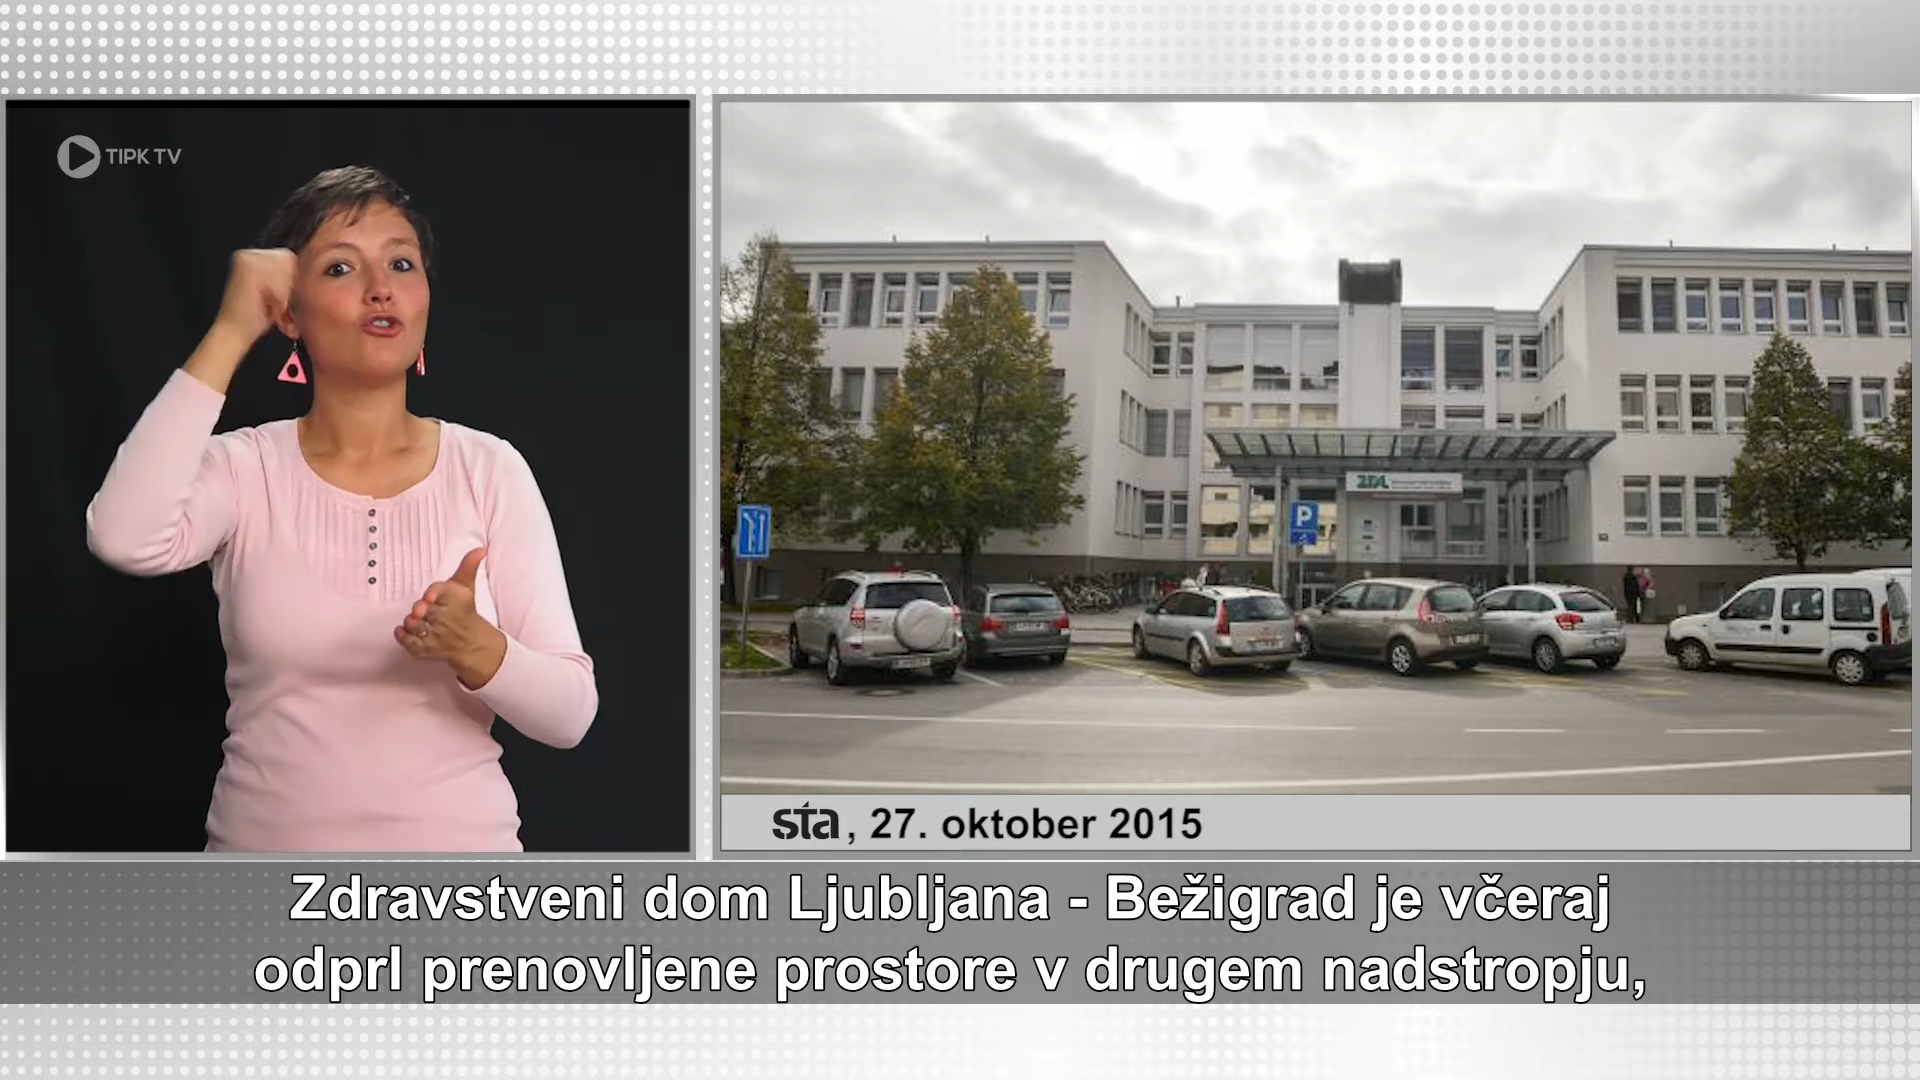 TIPK TV
P
sta, 27. oktober 2015
Zdravstveni dom Ljubljana - Bežigrad je včeraj
odprl prenovljene prostore v drugem nadstropju,